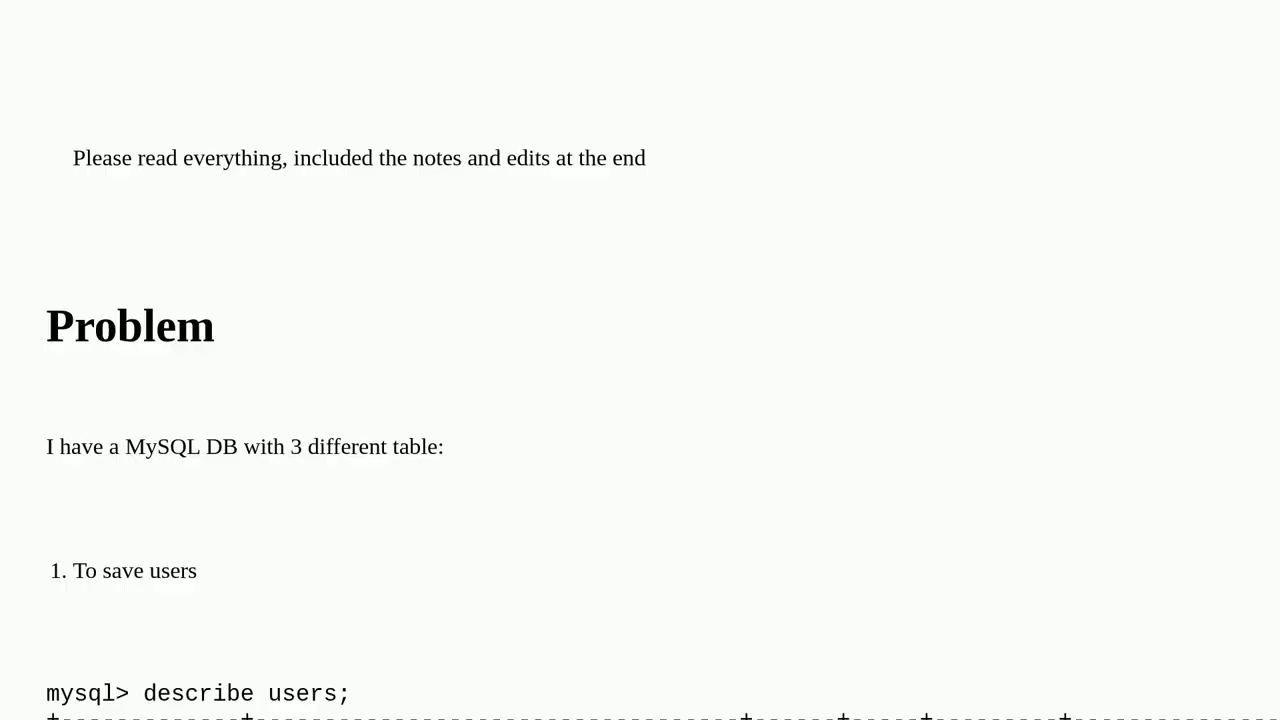 Please read everything, included the notes and edits at the end
Problem
I have a MySQL DB with 3 different table:
1. To save users
mysql> describe users;
+-------------+-----------------------------------+------+-----+---------+---------------